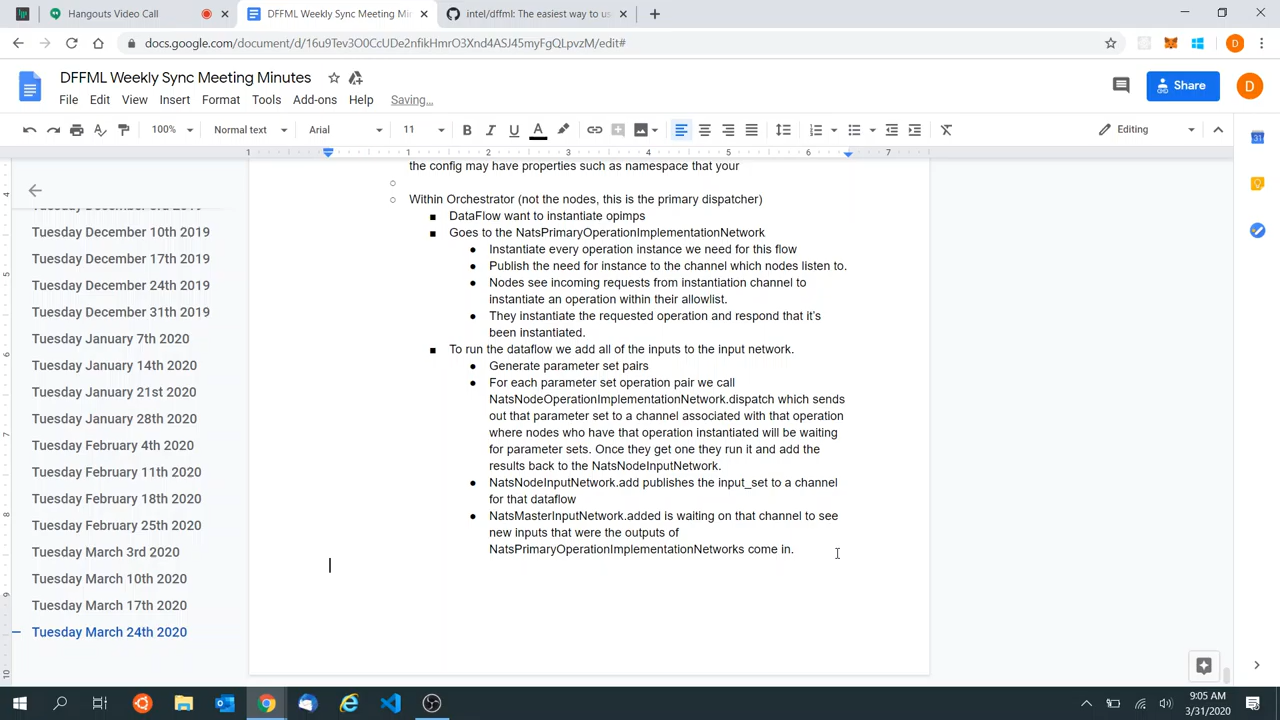 Hangouts Video Call
DFFML Weekly Sync Meeting Min
intel/dffml: The easiest way to us
docs.google.com/document/d/16u9Tev3O0CcUDe2nfikHmrO3Xnd4ASJ45myFgQLpvzM/edit#
D
DFFML Weekly Sync Meeting Minutes
File Edit View Insert Format Tools Add-ons Help Saving…
Share
D
100% Normal text Arial 11 B I U A Editing
1 1 2 3 4 5 6 7
the config may have properties such as namespace that your
Within Orchestrator (not the nodes, this is the primary dispatcher)
DataFlow want to instantiate opimps
Goes to the NatsPrimaryOperationImplementationNetwork
Instantiate every operation instance we need for this flow
Publish the need for instance to the channel which nodes listen to.
Nodes see incoming requests from instantiation channel to
instantiate an operation within their allowlist.
They instantiate the requested operation and respond that it's
been instantiated.
To run the dataflow we add all of the inputs to the input network.
Generate parameter set pairs
For each parameter set operation pair we call
NatsNodeOperationImplementationNetwork.dispatch which sends
out that parameter set to a channel associated with that operation
where nodes who have that operation instantiated will be waiting
for parameter sets. Once they get one they run it and add the
results back to the NatsNodeInputNetwork.
NatsNodeInputNetwork.add publishes the input_set to a channel
for that dataflow
NatsMasterInputNetwork.added is waiting on that channel to see
new inputs that were the outputs of
NatsPrimaryOperationImplementationNetworks come in.
Tuesday December 3rd 2019
Tuesday December 10th 2019
Tuesday December 17th 2019
Tuesday December 24th 2019
Tuesday December 31th 2019
Tuesday January 7th 2020
Tuesday January 14th 2020
Tuesday January 21st 2020
Tuesday January 28th 2020
Tuesday February 4th 2020
Tuesday February 11th 2020
Tuesday February 18th 2020
Tuesday February 25th 2020
Tuesday March 3rd 2020
Tuesday March 10th 2020
Tuesday March 17th 2020
Tuesday March 24th 2020
9:05 AM
3/31/2020